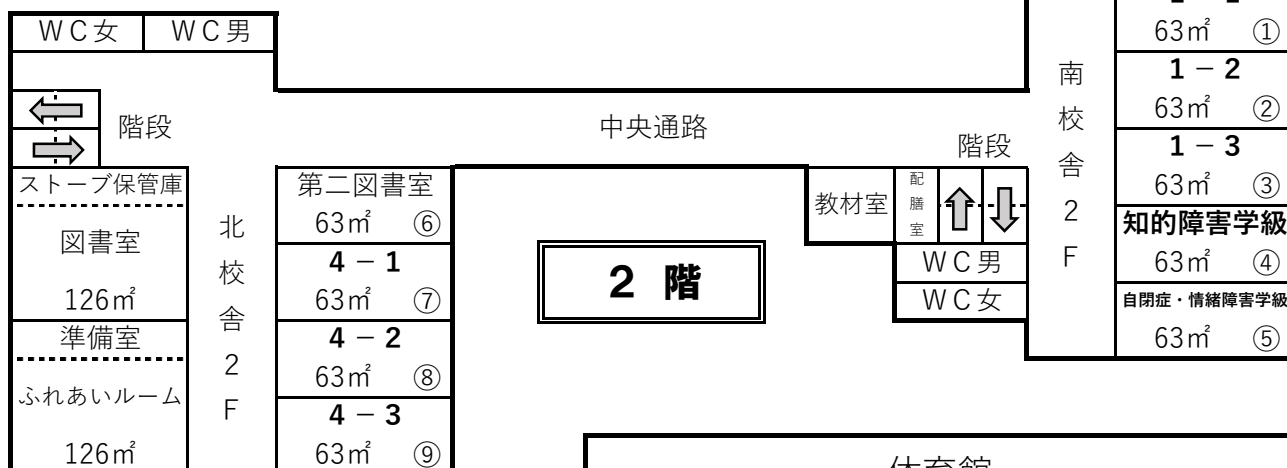 WC女
WC男
階段
ストーブ保管庫
図書室
126㎡
準備室
ふれあいルーム
126㎡
北校舎2F
第二図書室
63㎡ ⑥
4－1
63㎡ ⑦
4－2
63㎡ ⑧
4－3
63㎡ ⑨
中央通路
2 階
階段
教材室
配膳室
WC男
WC女
南校舎2F
63㎡ ①
1－2
63㎡ ②
1－3
63㎡ ③
知的障害学級
63㎡ ④
自閉症・情緒障害学級
63㎡ ⑤
体育館